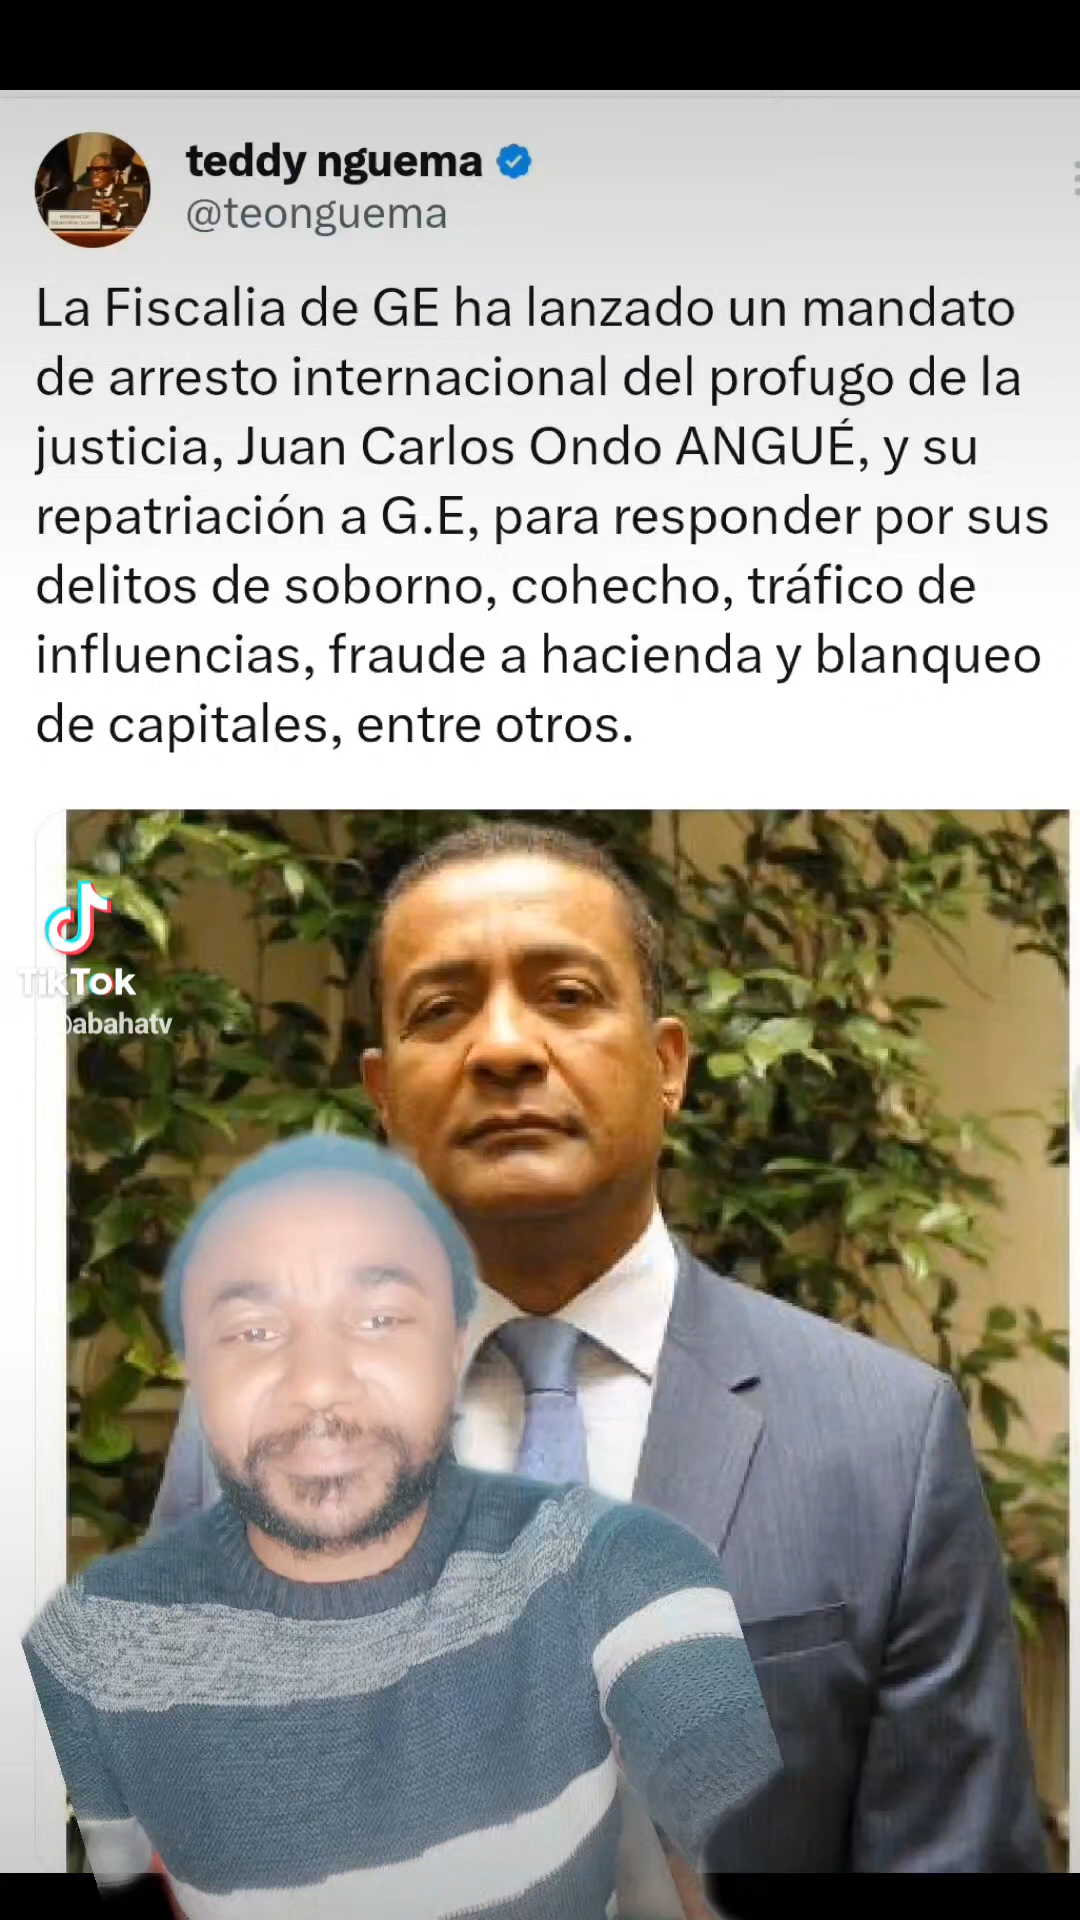 teddy nguema
@teonguema
La Fiscalia de GE ha lanzado un mandato
de arresto internacional del profugo de la
justicia, Juan Carlos Ondo ANGUÉ, y su
repatriación a G.E, para responder por sus
delitos de soborno, cohecho, tráfico de
influencias, fraude a hacienda y blanqueo
de capitales, entre otros.
TikTok
@abahatv